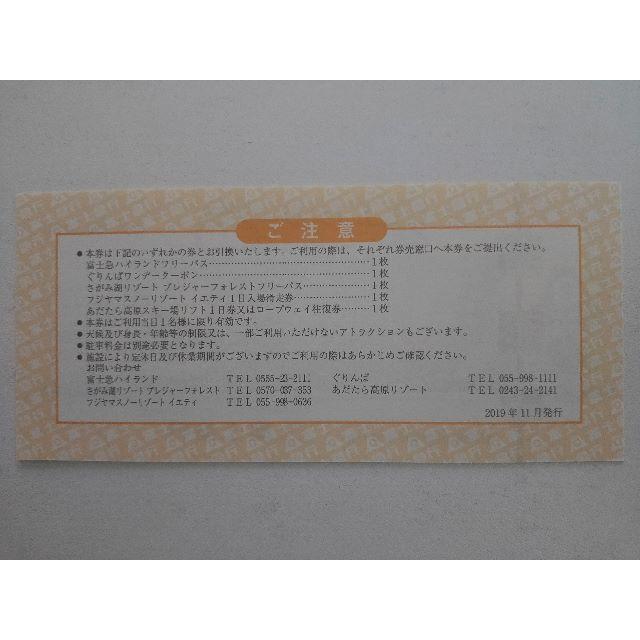 ご注意
●本券は下記のいずれかの券とお引換いたします。ご利用の際は、それぞれ券売窓口へ本券をご提出ください。
富士急ハイランドフリーパス……………………………1枚
ぐりんぱワンデークーポン………………………………1枚
さがみ湖リゾート プレジャーフォレストフリーパス…………1枚
フジヤマスノーリゾート イエティ1日入場滑走券……………1枚
あだたら高原スキー場リフト1日券又はロープウェイ往復券……1枚
●本券はご利用当日1名様に限り有効です。
●天候及び身長・年齢等の制限又は、一部ご利用いただけないアトラクションもございます。
●駐車料金は別途必要となります。
●施設により定休日及び休業期間がございますのでご利用の際はあらかじめご確認ください。
お問い合わせ
富士急ハイランド TEL 0555-23-2111 ぐりんぱ TEL 055-998-1111
さがみ湖リゾート プレジャーフォレスト TEL 0570-037-353 あだたら高原リゾート TEL 0243-24-2141
フジヤマスノーリゾート イエティ TEL 055-998-0636
2019年11月発行